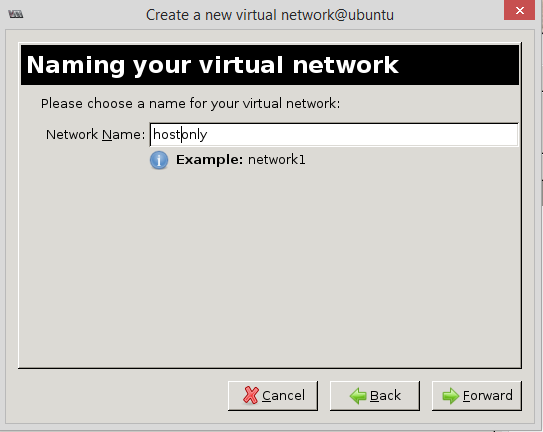 Create a new virtual network@ubuntu
Naming your virtual network
Please choose a name for your virtual network:
Network Name: hostonly
Example: network1
Cancel Back Forward